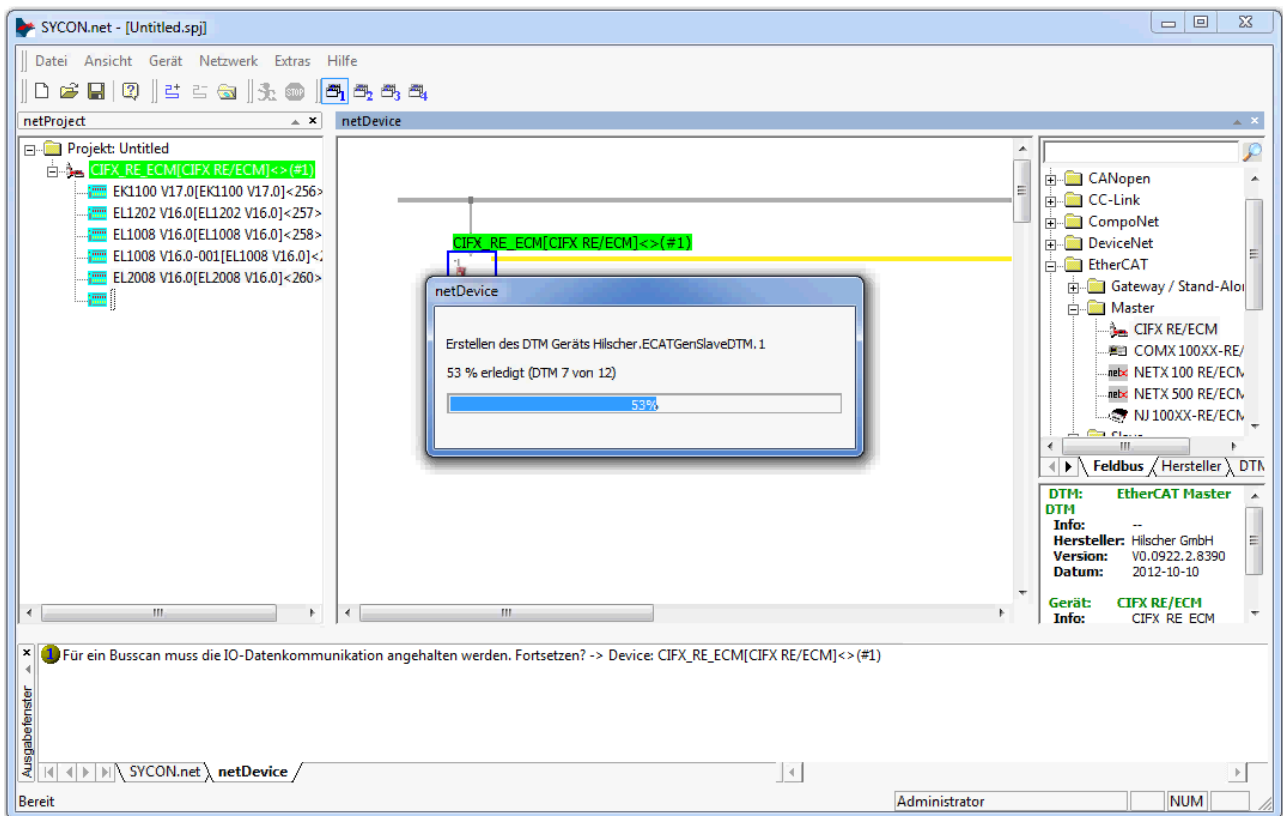 SYCON.net - [Untitled.spj]
Datei Ansicht Gerät Netzwerk Extras Hilfe
netProject
netDevice
Projekt: Untitled
CIFX_RE_ECM[CIFX RE/ECM]<>(#1)
EK1100 V17.0[EK1100 V17.0]<256>
EL1202 V16.0[EL1202 V16.0]<257>
EL1008 V16.0[EL1008 V16.0]<258>
EL1008 V16.0-001[EL1008 V16.0]<
EL2008 V16.0[EL2008 V16.0]<260>
CIFX_RE_ECM[CIFX RE/ECM]<>(#1)
netDevice
Erstellen des DTM Geräts Hilscher.ECATGenSlaveDTM.1
53 % erledigt (DTM 7 von 12)
53%
CANopen
CC-Link
CompoNet
DeviceNet
EtherCAT
Gateway / Stand-Alo
Master
CIFX RE/ECM
COMX 100XX-RE/
NETX 100 RE/ECM
NETX 500 RE/ECM
NJ 100XX-RE/ECM
Feldbus Hersteller DTM
DTM: EtherCAT Master
DTM
Info: --
Hersteller: Hilscher GmbH
Version: V0.0922.2.8390
Datum: 2012-10-10
Gerät: CIFX RE/ECM
Info: CIFX RE ECM
1 Für ein Busscan muss die IO-Datenkommunikation angehalten werden. Fortsetzen? -> Device: CIFX_RE_ECM[CIFX RE/ECM]<>(#1)
Ausgabefenster
SYCON.net netDevice
Bereit
Administrator
NUM